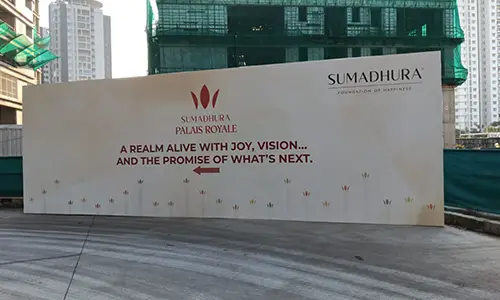 SUMADHURA
FOUNDATION OF HAPPINESS
SUMADHURA
PALAIS ROYALE
A REALM ALIVE WITH JOY, VISION...
AND THE PROMISE OF WHAT'S NEXT.